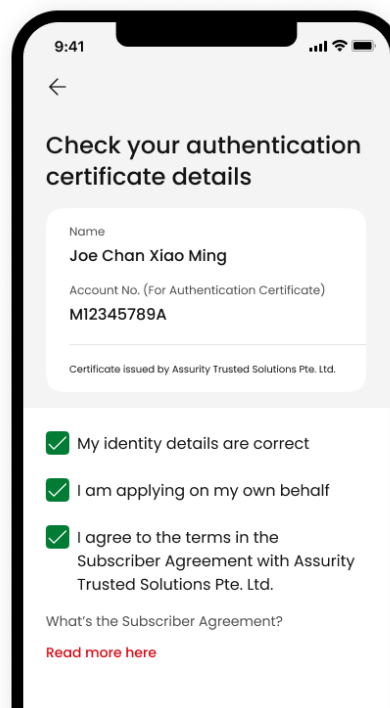 9:41
Check your authentication
certificate details
Name
Joe Chan Xiao Ming
Account No. (For Authentication Certificate)
M12345789A
Certificate issued by Assurity Trusted Solutions Pte. Ltd.
My identity details are correct
I am applying on my own behalf
I agree to the terms in the
Subscriber Agreement with Assurity
Trusted Solutions Pte. Ltd.
What's the Subscriber Agreement?
Read more here